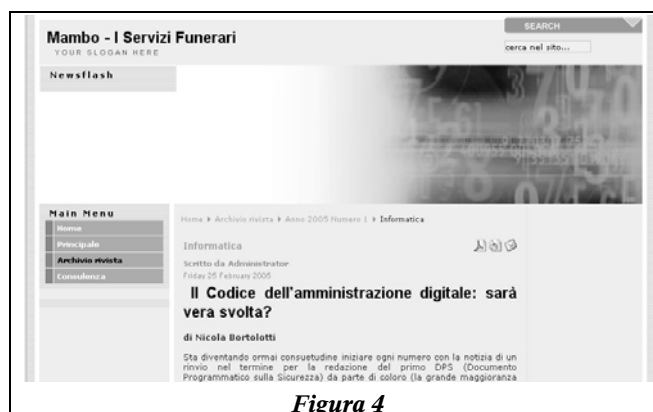 Mambo - I Servizi Funerari
YOUR SLOGAN HERE
SEARCH
cerca nel sito...
Newsflash
Main Menu
Home
Principale
Archivio rivista
Consulenza
Home Archivio rivista Anno 2005 Numero 1 Informatica
Informatica
Scritto da Administrator
Friday 25 February 2005
Il Codice dell'amministrazione digitale: sarà
vera svolta?
di Nicola Bortolotti
Sta diventando ormai consuetudine iniziare ogni numero con la notizia di un
rinvio nel termine per la redazione del primo DPS (Documento
Programmatico sulla Sicurezza) da parte di coloro (la grande maggioranza
Figura 4